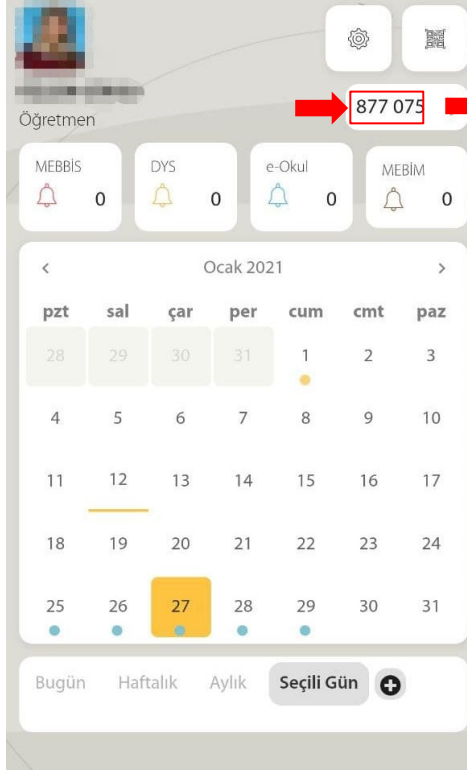 877 075
Öğretmen
MEBBİS DYS e-Okul MEBİM
0 0 0 0
< Ocak 2021 >
pzt sal çar per cum cmt paz
28 29 30 31 1 2 3
4 5 6 7 8 9 10
11 12 13 14 15 16 17
18 19 20 21 22 23 24
25 26 27 28 29 30 31
Bugün Haftalık Aylık Seçili Gün